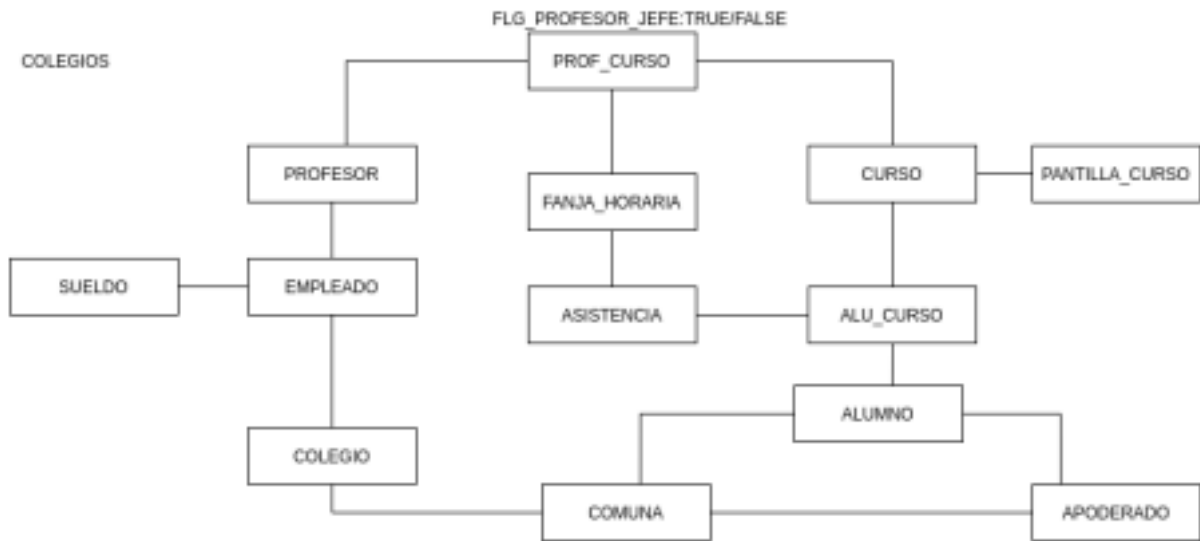 FLG_PROFESOR_JEFE:TRUE/FALSE
COLEGIOS
PROF_CURSO
PROFESOR
CURSO
PANTILLA_CURSO
FANJA_HORARIA
SUELDO
EMPLEADO
ASISTENCIA
ALU_CURSO
ALUMNO
COLEGIO
COMUNA
APODERADO